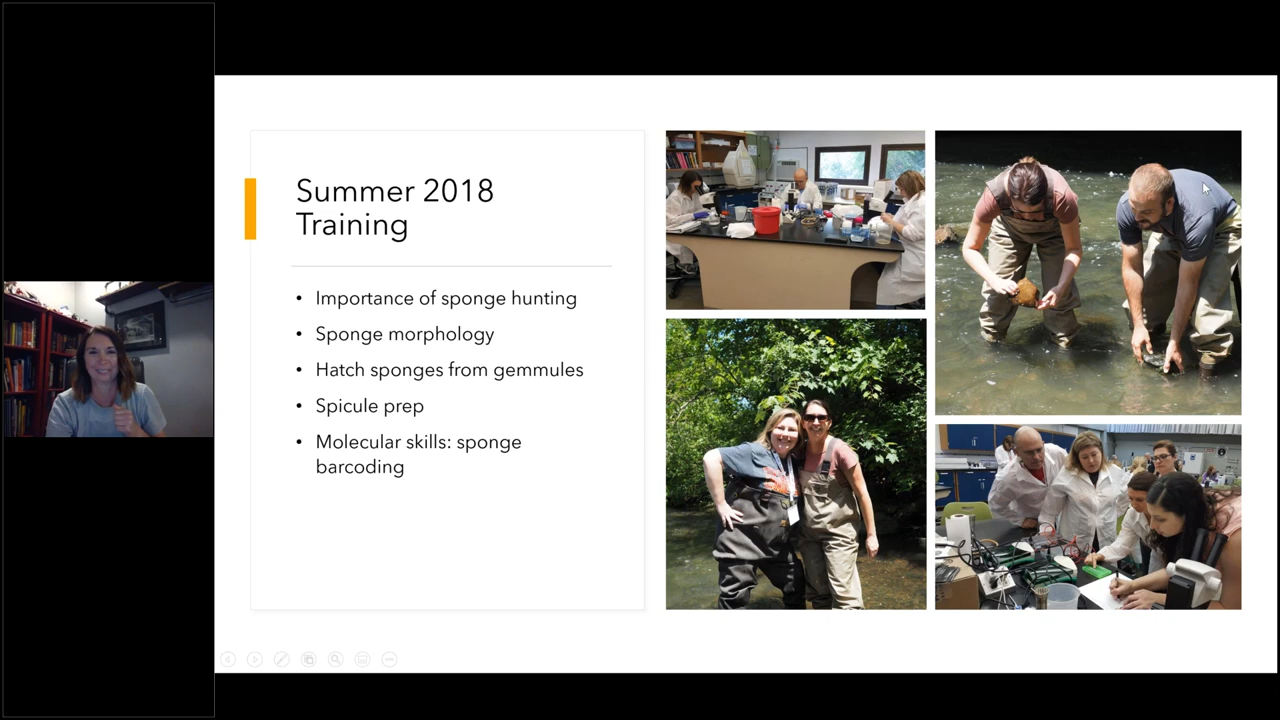 Summer 2018
Training
• Importance of sponge hunting
• Sponge morphology
• Hatch sponges from gemmules
• Spicule prep
• Molecular skills: sponge
barcoding